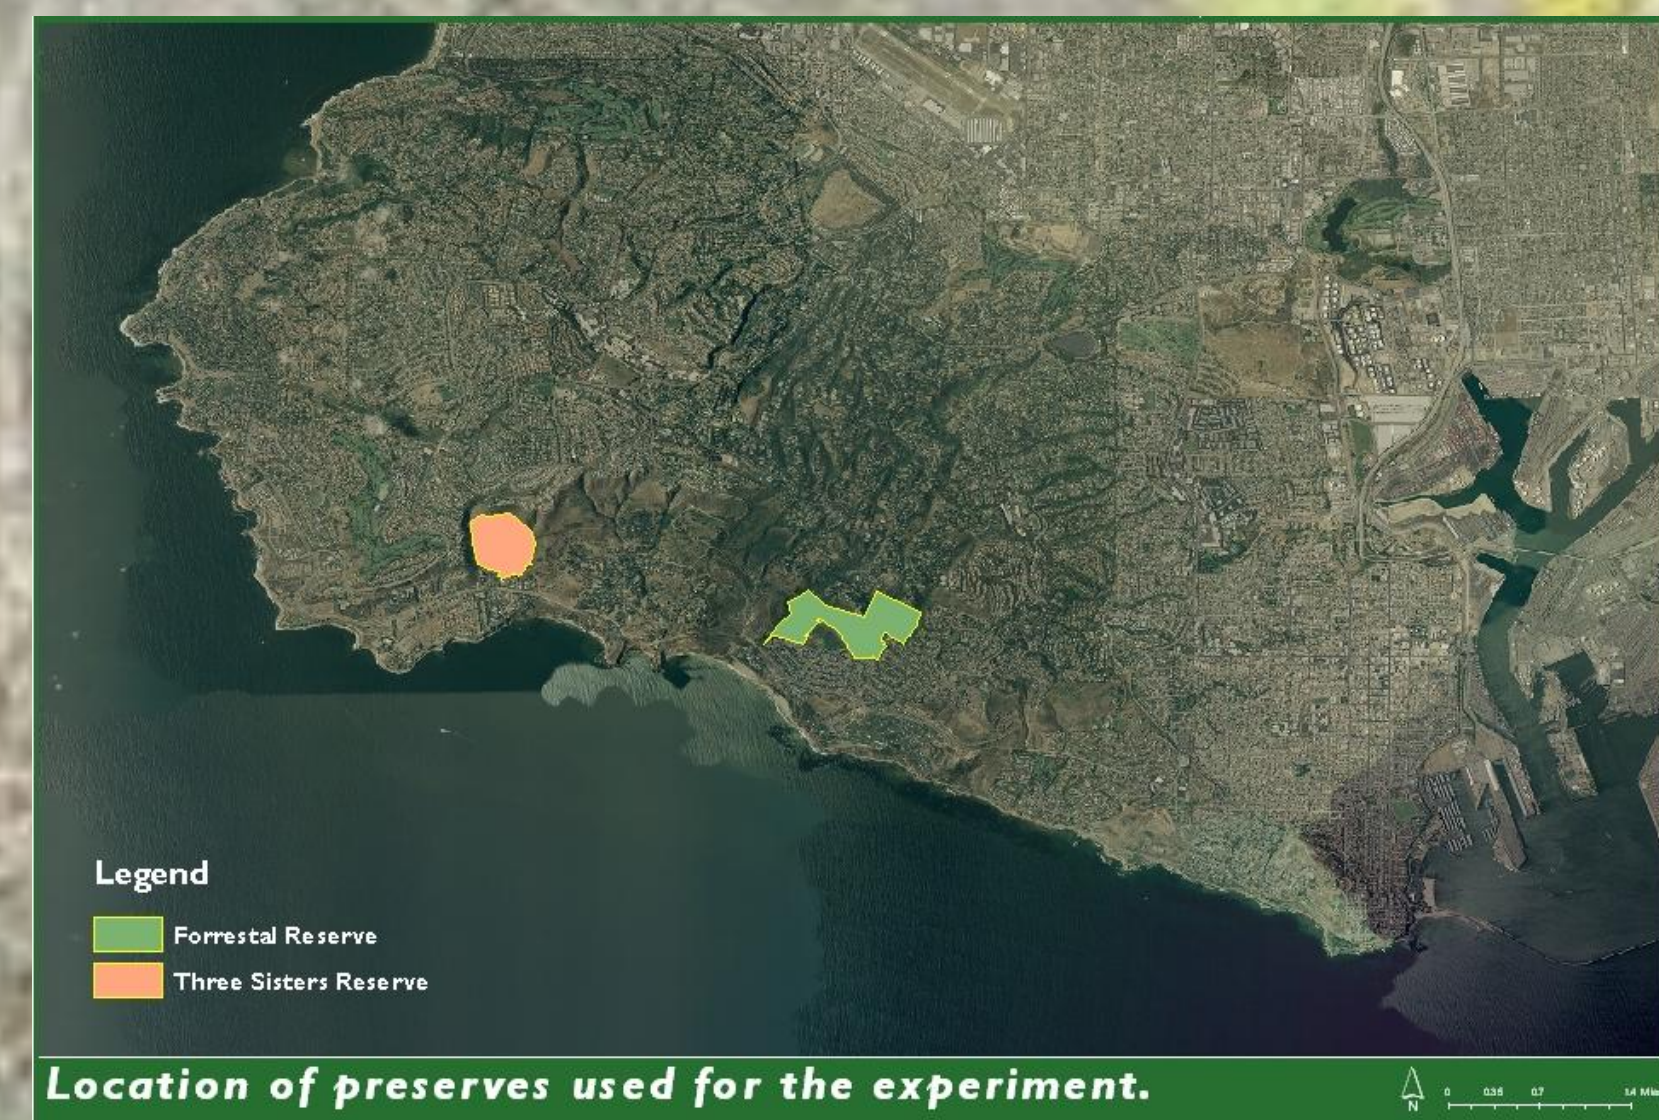 Legend
Forrestal Reserve
Three Sisters Reserve
Location of preserves used for the experiment.
N
0 0.35 0.7 1.4